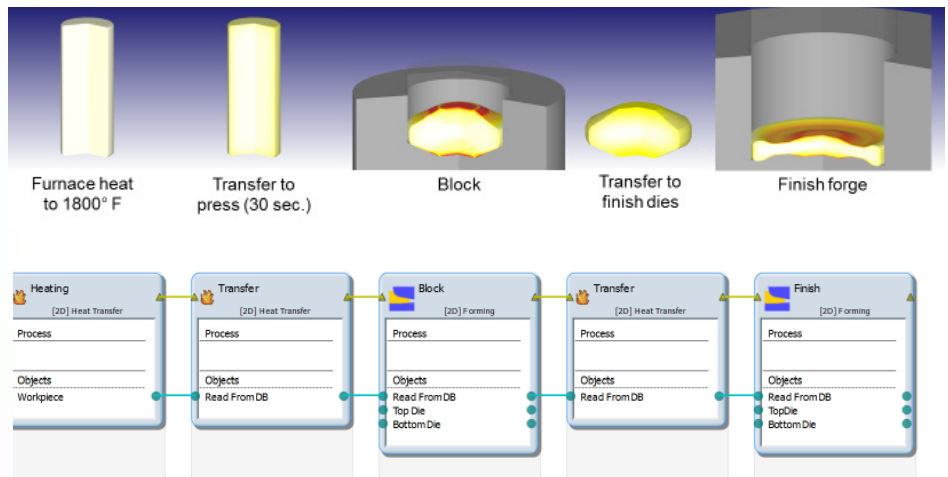 Furnace heat
to 1800° F
Transfer to
press (30 sec.)
Block
Transfer to
finish dies
Finish forge
Heating
[2D] Heat Transfer
Process
Objects
Workpiece
Transfer
[2D] Heat Transfer
Process
Objects
Read From DB
Block
[2D] Forming
Process
Objects
Read From DB
Top Die
Bottom Die
Transfer
[2D] Heat Transfer
Process
Objects
Read From DB
Finish
[2D] Forming
Process
Objects
Read From DB
TopDie
Bottom Die